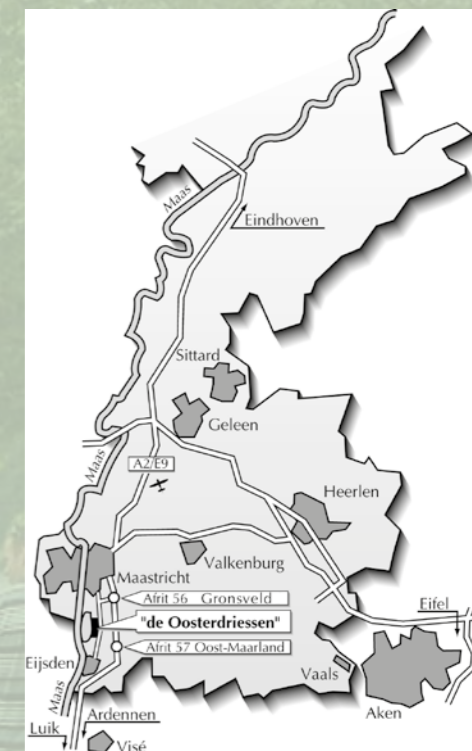 Maas
Eindhoven
Sittard
Geleen
Maas
A2/E9
Heerlen
Valkenburg
Maastricht
Afrit 56 Gronsveld
"de Oosterdriessen"
Eifel
Afrit 57 Oost-Maarland
Eijsden
Vaals
Maas
Aken
Luik
Ardennen
Visé